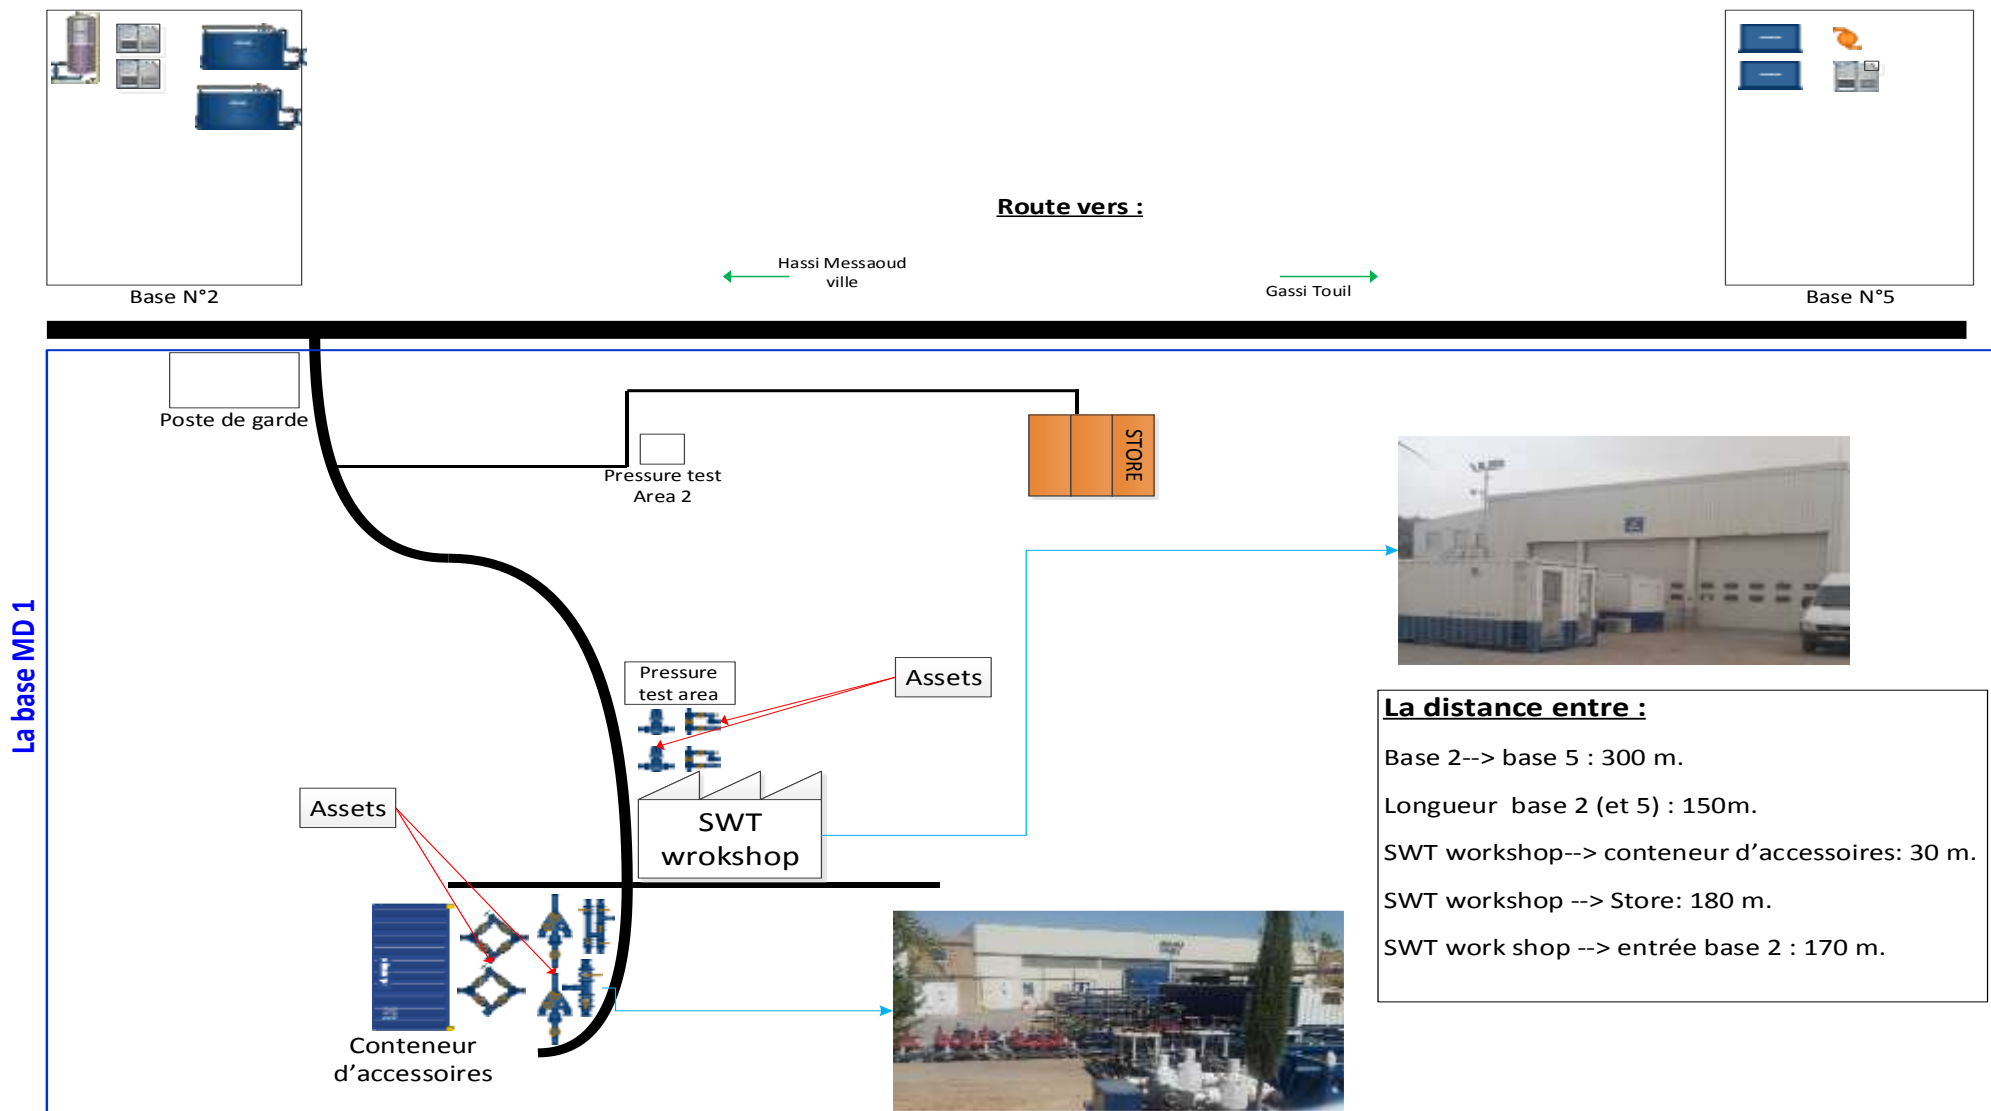 Base N°2
Route vers :
Hassi Messaoud
ville
Gassi Touil
Base N°5
La base MD 1
Poste de garde
Pressure test
Area 2
STORE
Pressure
test area
Assets
Assets
SWT
wrokshop
Conteneur
d’accessoires
La distance entre :
Base 2--> base 5 : 300 m.
Longueur  base 2 (et 5) : 150m.
SWT workshop--> conteneur d’accessoires: 30 m.
SWT workshop --> Store: 180 m.
SWT work shop --> entrée base 2 : 170 m.